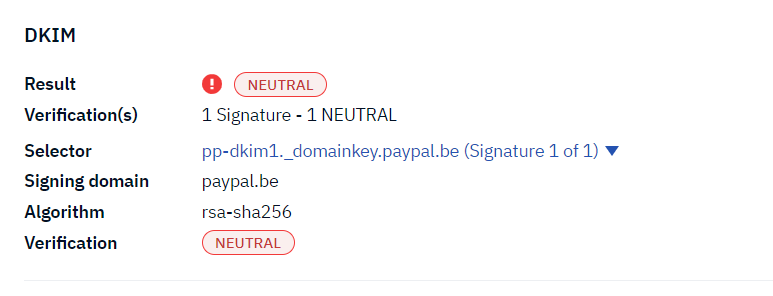 DKIM
Result ! NEUTRAL
Verification(s) 1 Signature - 1 NEUTRAL
Selector pp-dkim1._domainkey.paypal.be (Signature 1 of 1) ▼
Signing domain paypal.be
Algorithm rsa-sha256
Verification NEUTRAL